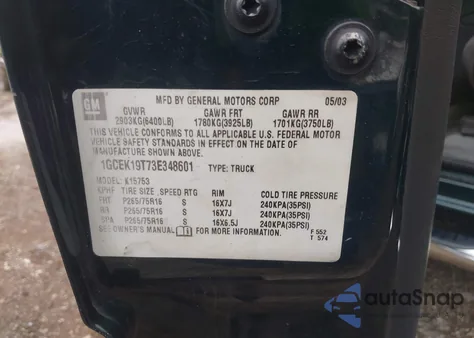 GM MFD BY GENERAL MOTORS CORP 05/03
GVWR GAWR FRT GAWR RR
2903KG(6400LB) 1780KG(3925LB) 1701KG(3750LB)
THIS VEHICLE CONFORMS TO ALL APPLICABLE U.S. FEDERAL MOTOR
VEHICLE SAFETY STANDARDS IN EFFECT ON THE DATE OF
MANUFACTURE SHOWN ABOVE.
1GCEK19T73E348601 TYPE: TRUCK
MODEL: K15753
TIRE SIZE SPEED RTG RIM COLD TIRE PRESSURE
FRT P265/75R16 S 16X7J 240KPA(35PSI)
RR P265/75R16 S 16X7J 240KPA(35PSI)
SPA P265/75R16 S 16X6.5J 240KPA(35PSI)
SEE OWNER'S MANUAL FOR MORE INFORMATION.
F 552
T 574
autoSnap